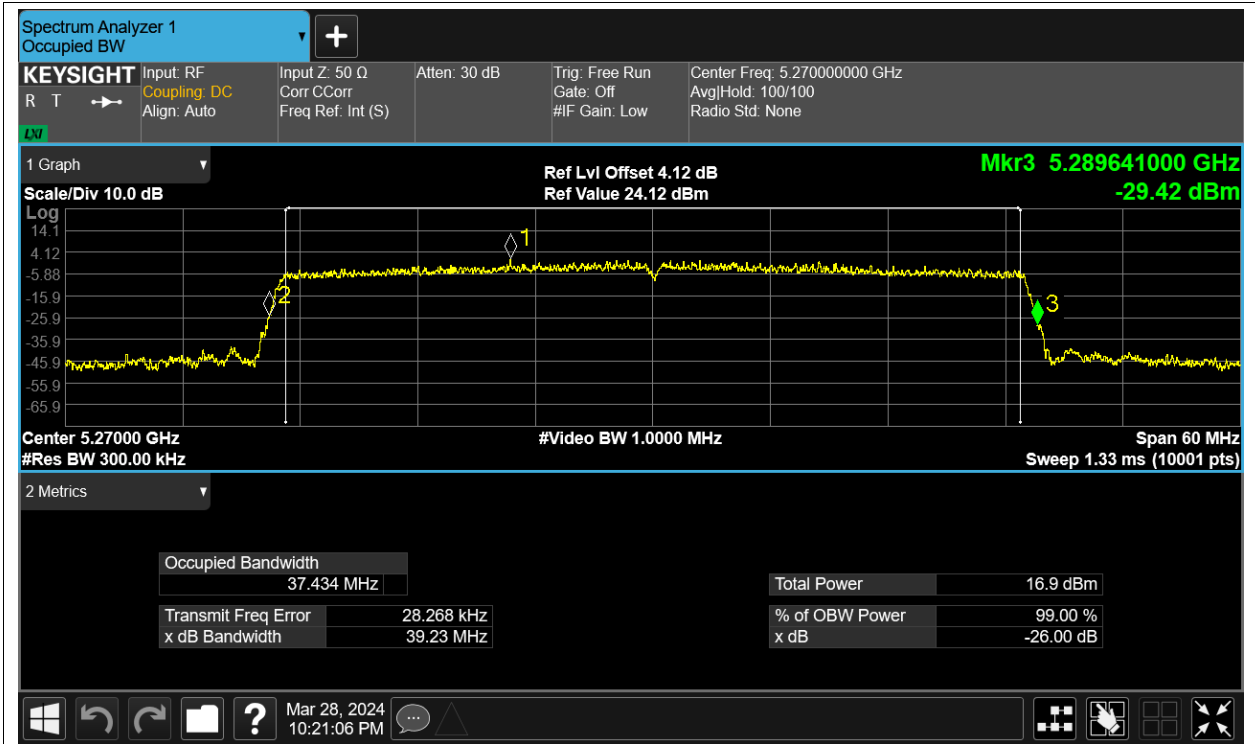 Spectrum Analyzer 1
Occupied BW
KEYSIGHT
R T
LXI
Input: RF
Coupling: DC
Align: Auto
Input Z: 50 Ω
Corr CCorr
Freq Ref: Int (S)
Atten: 30 dB
Trig: Free Run
Gate: Off
#IF Gain: Low
Center Freq: 5.270000000 GHz
Avg|Hold: 100/100
Radio Std: None
1 Graph
Scale/Div 10.0 dB
Ref Lvl Offset 4.12 dB
Ref Value 24.12 dBm
Mkr3 5.289641000 GHz
-29.42 dBm
Log
14.1
4.12
-5.88
-15.9
-25.9
-35.9
-45.9
-55.9
-65.9
1
2
3
Center 5.27000 GHz
#Res BW 300.00 kHz
#Video BW 1.0000 MHz
Span 60 MHz
Sweep 1.33 ms (10001 pts)
2 Metrics
Occupied Bandwidth
37.434 MHz
Transmit Freq Error 28.268 kHz
x dB Bandwidth 39.23 MHz
Total Power 16.9 dBm
% of OBW Power 99.00 %
x dB -26.00 dB
?
Mar 28, 2024
10:21:06 PM